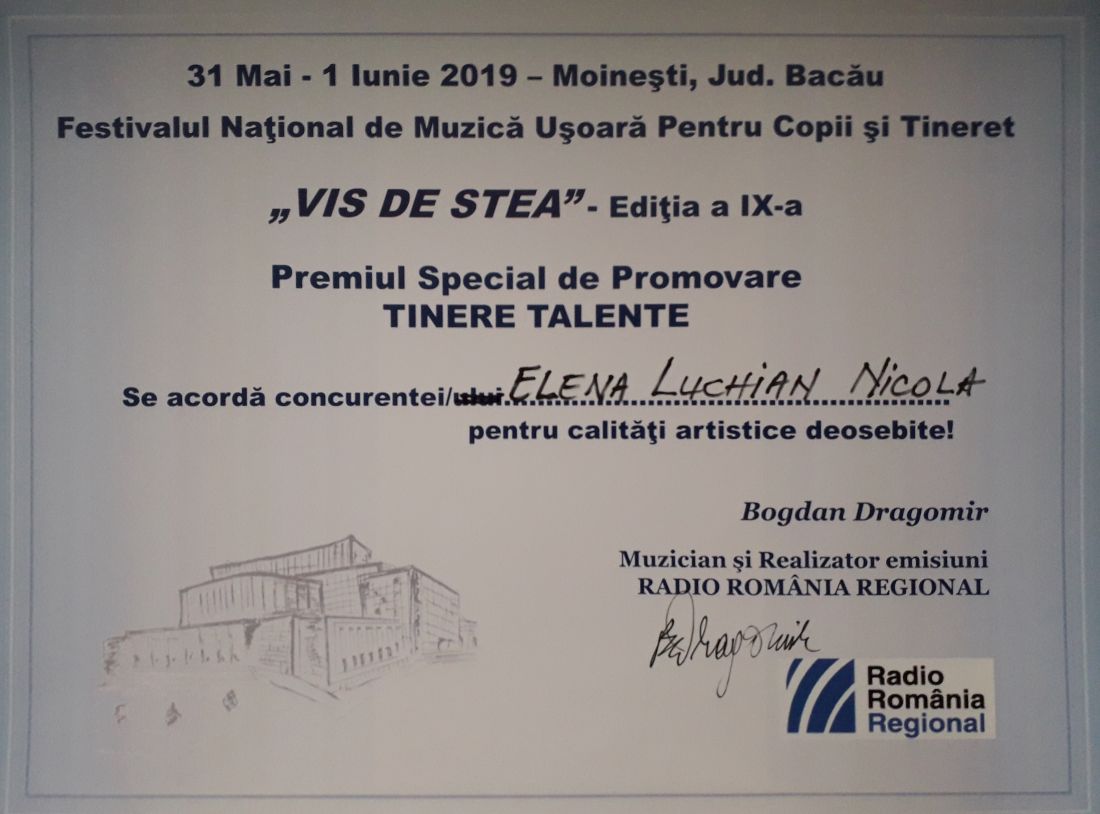 31 Mai - 1 Iunie 2019 – Moineşti, Jud. Bacău
Festivalul Naţional de Muzică Uşoară Pentru Copii şi Tineret
„VIS DE STEA” - Ediţia a IX-a
Premiul Special de Promovare
TINERE TALENTE
Se acordă concurentei/ului ELENA LUCHIAN NICOLA
pentru calităţi artistice deosebite!
Bogdan Dragomir
Muzician şi Realizator emisiuni
RADIO ROMÂNIA REGIONAL
BDragomir
Radio
România
Regional